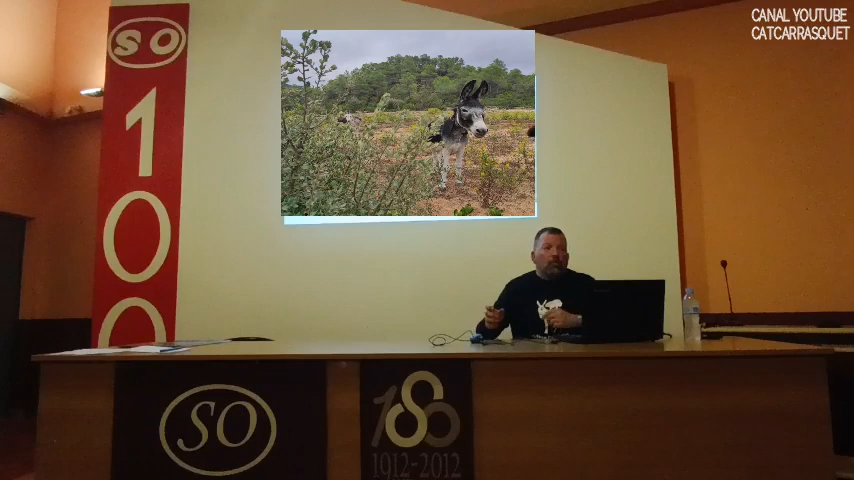 CANAL YOUTUBE
CATCARRASQUET
SO
100
SO
100
1912-2012